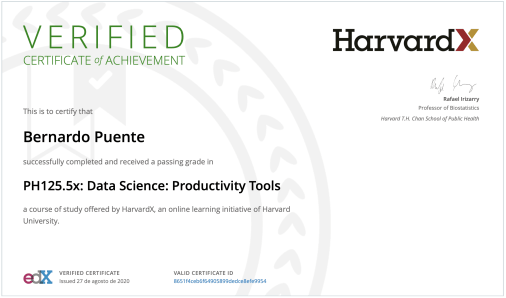 VERIFIED
CERTIFICATE of ACHIEVEMENT
HarvardX
Rafael Irizarry
Professor of Biostatistics
Harvard T.H. Chan School of Public Health
This is to certify that
Bernardo Puente
successfully completed and received a passing grade in
PH125.5x: Data Science: Productivity Tools
a course of study offered by HarvardX, an online learning initiative of Harvard
University.
edX
VERIFIED CERTIFICATE
Issued 27 de agosto de 2020
VALID CERTIFICATE ID